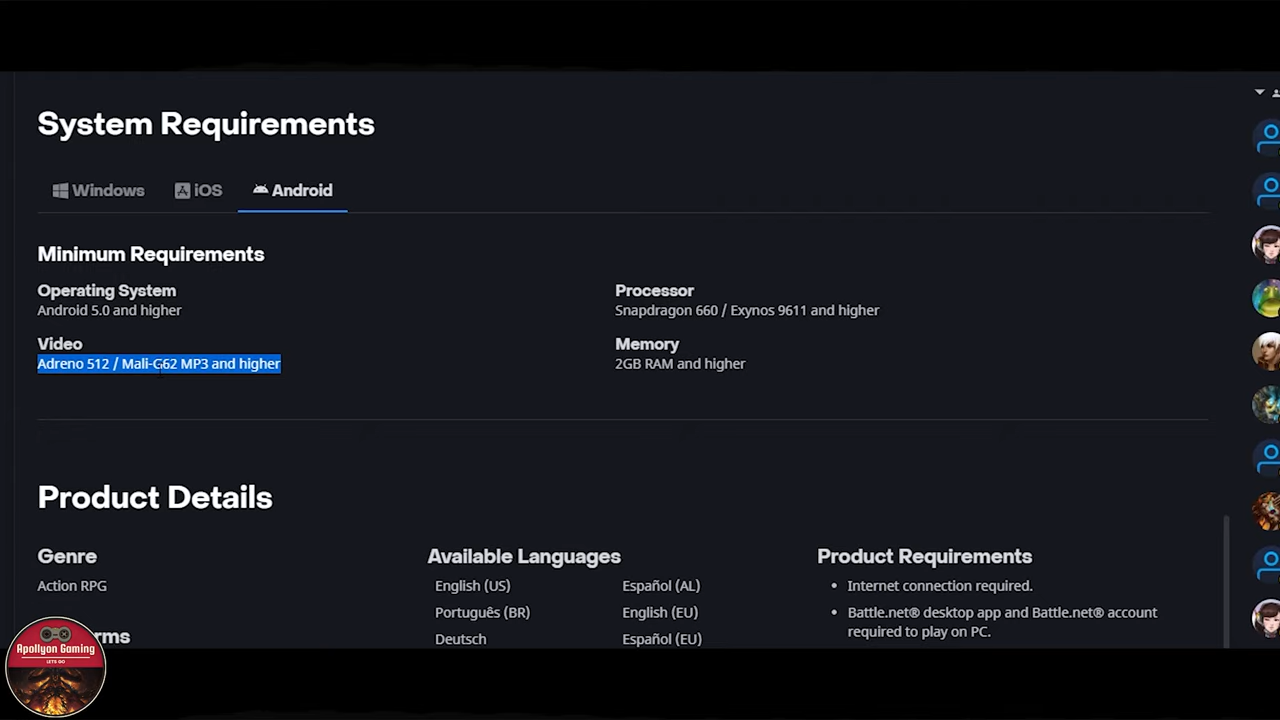 System Requirements
Windows
iOS
Android
Minimum Requirements
Operating System
Android 5.0 and higher
Processor
Snapdragon 660 / Exynos 9611 and higher
Video
Adreno 512 / Mali-G62 MP3 and higher
Memory
2GB RAM and higher
Product Details
Genre
Action RPG
rms
Available Languages
English (US)
Español (AL)
Português (BR)
English (EU)
Deutsch
Español (EU)
Product Requirements
• Internet connection required.
• Battle.net® desktop app and Battle.net® account
required to play on PC.
Apollyon Gaming
LETS GO